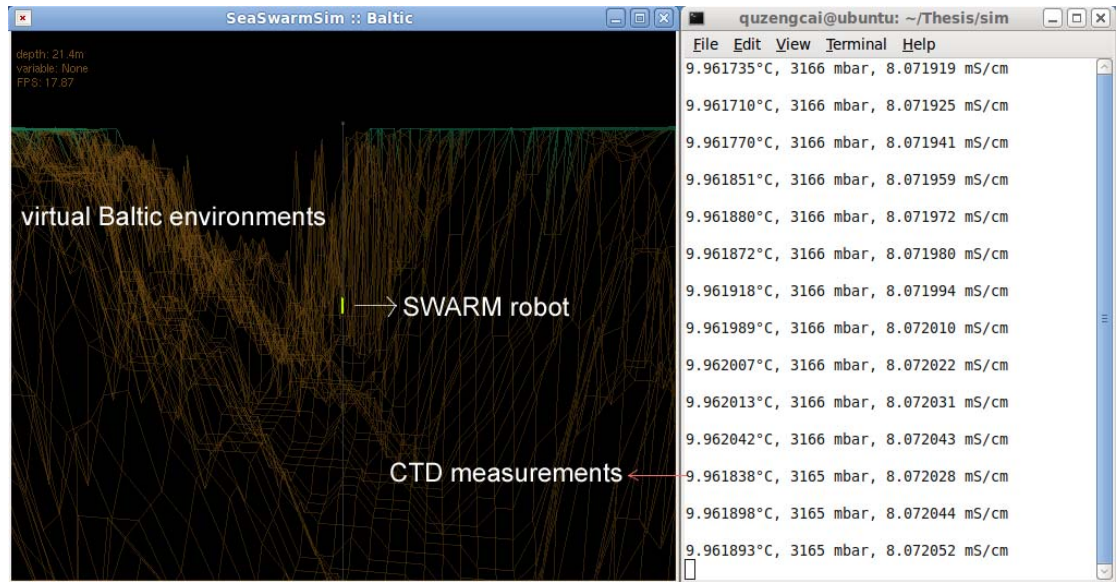 SeaSwarmSim :: Baltic
depth: 21.4m
variable: None
FPS: 17.87
virtual Baltic environments
SWARM robot
CTD measurements
quzengcai@ubuntu: ~/Thesis/sim
File Edit View Terminal Help
9.961735°C, 3166 mbar, 8.071919 mS/cm
9.961710°C, 3166 mbar, 8.071925 mS/cm
9.961770°C, 3166 mbar, 8.071941 mS/cm
9.961851°C, 3166 mbar, 8.071959 mS/cm
9.961880°C, 3166 mbar, 8.071972 mS/cm
9.961872°C, 3166 mbar, 8.071980 mS/cm
9.961918°C, 3166 mbar, 8.071994 mS/cm
9.961989°C, 3166 mbar, 8.072010 mS/cm
9.962007°C, 3166 mbar, 8.072022 mS/cm
9.962013°C, 3166 mbar, 8.072031 mS/cm
9.962042°C, 3166 mbar, 8.072043 mS/cm
9.961838°C, 3165 mbar, 8.072028 mS/cm
9.961898°C, 3165 mbar, 8.072044 mS/cm
9.961893°C, 3165 mbar, 8.072052 mS/cm